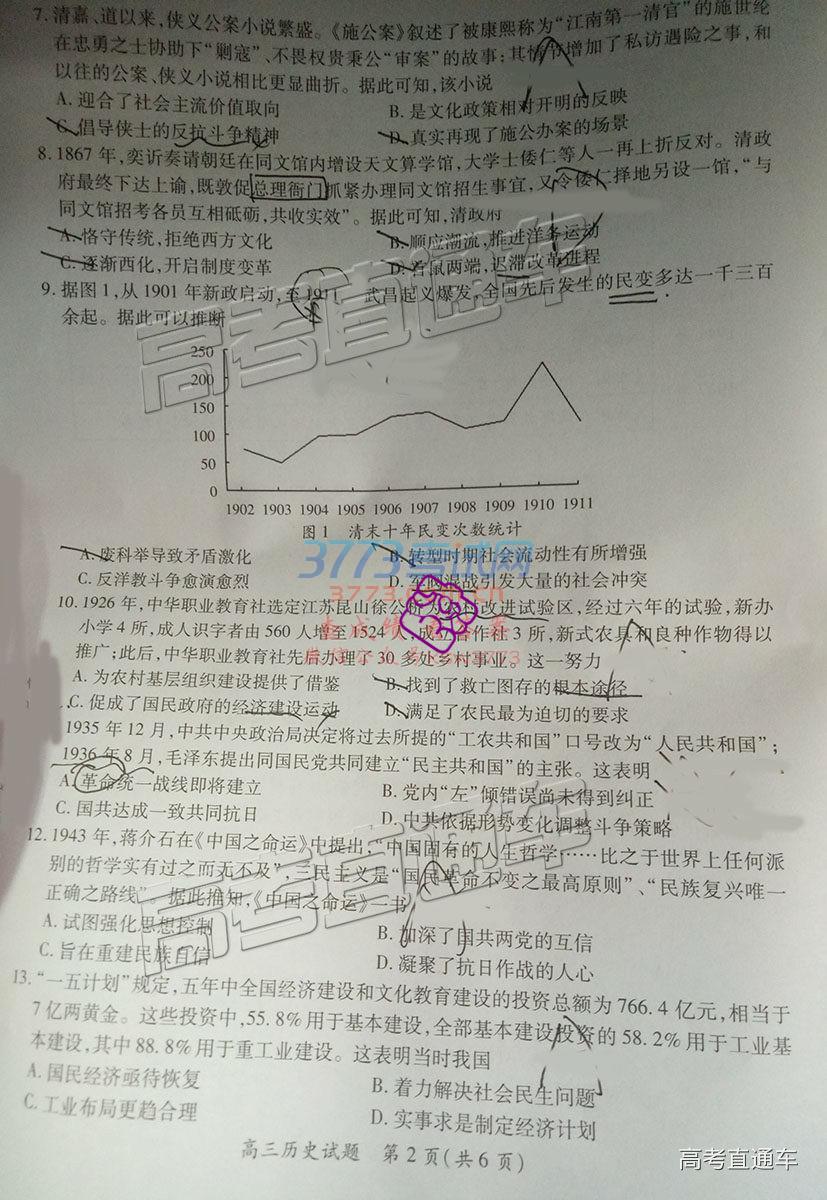 7. 清嘉、道以来,侠义公案小说繁盛。《施公案》叙述了被康熙称为“江南第一清官”的施世纶
在忠勇之士协助下“剿寇”、不畏权贵秉公“审案”的故事;其情节增加了私访遇险之事,和
以往的公案、侠义小说相比更显曲折。据此可知,该小说
A. 迎合了社会主流价值取向 B. 是文化政策相对开明的反映
C. 倡导侠士的反抗斗争精神 D. 真实再现了施公办案的场景
8. 1867 年,奕䜣奏请朝廷在同文馆内增设天文算学馆,大学士倭仁等人一再上折反对。清政
府最终下达上谕,既敦促总理衙门抓紧办理同文馆招生事宜,又令倭仁择地另设一馆,“与
同文馆招考各员互相砥砺,共收实效”。据此可知,清政府
A. 恪守传统,拒绝西方文化 B. 顺应潮流,推进洋务运动
C. 逐渐西化,开启制度变革 D. 首鼠两端,迟滞改革进程
9. 据图 1,从 1901 年新政启动,至 1911 武昌起义爆发,全国先后发生的民变多达一千三百
余起。据此可以推断
250
200
150
100
50
0
1902 1903 1904 1905 1906 1907 1908 1909 1910 1911
图 1 清末十年民变次数统计
A. 废科举导致矛盾激化 B. 转型时期社会流动性有所增强
C. 反洋教斗争愈演愈烈 D. 军阀混战引发大量的社会冲突
10. 1926 年,中华职业教育社选定江苏昆山徐公桥为乡村改进试验区,经过六年的试验,新办
小学 4 所,成人识字者由 560 人增至 1524 人,成立合作社 3 所,新式农具和良种作物得以
推广;此后,中华职业教育社先后办理了 30 多处乡村事业。这一努力
A. 为农村基层组织建设提供了借鉴 B. 找到了救亡图存的根本途径
C. 促成了国民政府的经济建设运动 D. 满足了农民最为迫切的要求
1935 年 12 月,中共中央政治局决定将过去所提的“工农共和国”口号改为“人民共和国”;
1936 年 8 月,毛泽东提出同国民党共同建立“民主共和国”的主张。这表明
A. 革命统一战线即将建立 B. 党内“左”倾错误尚未得到纠正
C. 国共达成一致共同抗日 D. 中共依据形势变化调整斗争策略
12. 1943 年,蒋介石在《中国之命运》中提出:“中国固有的人生哲学……比之于世界上任何派
别的哲学实有过之而无不及”,三民主义是“国民革命不变之最高原则”、“民族复兴唯一
正确之路线”。据此推知,《中国之命运》一书
A. 试图强化思想控制 B. 加深了国共两党的互信
C. 旨在重建民族自信 D. 凝聚了抗日作战的人心
13. “一五计划”规定,五年中全国经济建设和文化教育建设的投资总额为 766.4 亿元,相当于
7 亿两黄金。这些投资中,55.8%用于基本建设,全部基本建设投资的 58.2%用于工业基
本建设,其中 88.8%用于重工业建设。这表明当时我国
A. 国民经济亟待恢复 B. 着力解决社会民生问题
C. 工业布局更趋合理 D. 实事求是制定经济计划
高三历史试题 第 2 页(共 6 页)
高考直通车
高考直通车
3773考试网
高考直通车